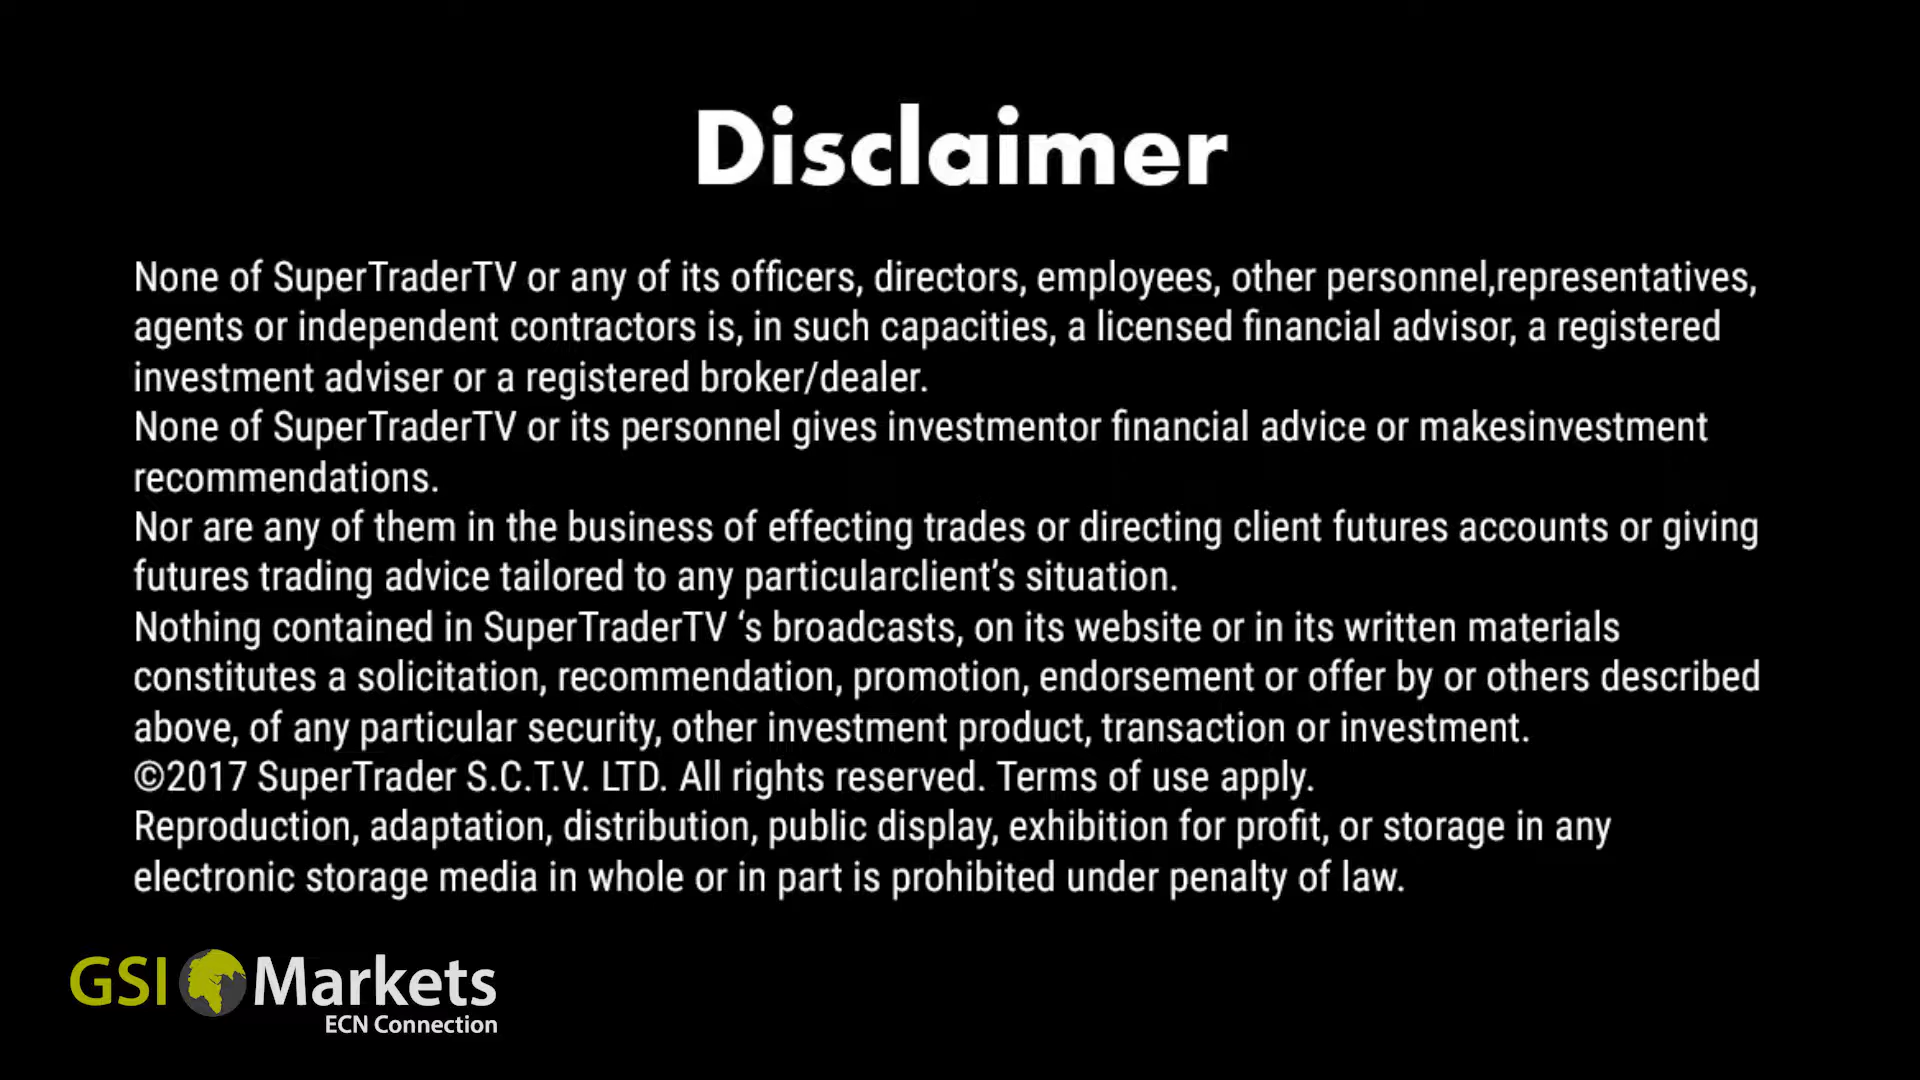 Disclaimer
None of SuperTraderTV or any of its officers, directors, employees, other personnel,representatives,
agents or independent contractors is, in such capacities, a licensed financial advisor, a registered
investment adviser or a registered broker/dealer.
None of SuperTraderTV or its personnel gives investmentor financial advice or makesinvestment
recommendations.
Nor are any of them in the business of effecting trades or directing client futures accounts or giving
futures trading advice tailored to any particularclient’s situation.
Nothing contained in SuperTraderTV ‘s broadcasts, on its website or in its written materials
constitutes a solicitation, recommendation, promotion, endorsement or offer by or others described
above, of any particular security, other investment product, transaction or investment.
©2017 SuperTrader S.C.T.V. LTD. All rights reserved. Terms of use apply.
Reproduction, adaptation, distribution, public display, exhibition for profit, or storage in any
electronic storage media in whole or in part is prohibited under penalty of law.
GSI Markets
ECN Connection